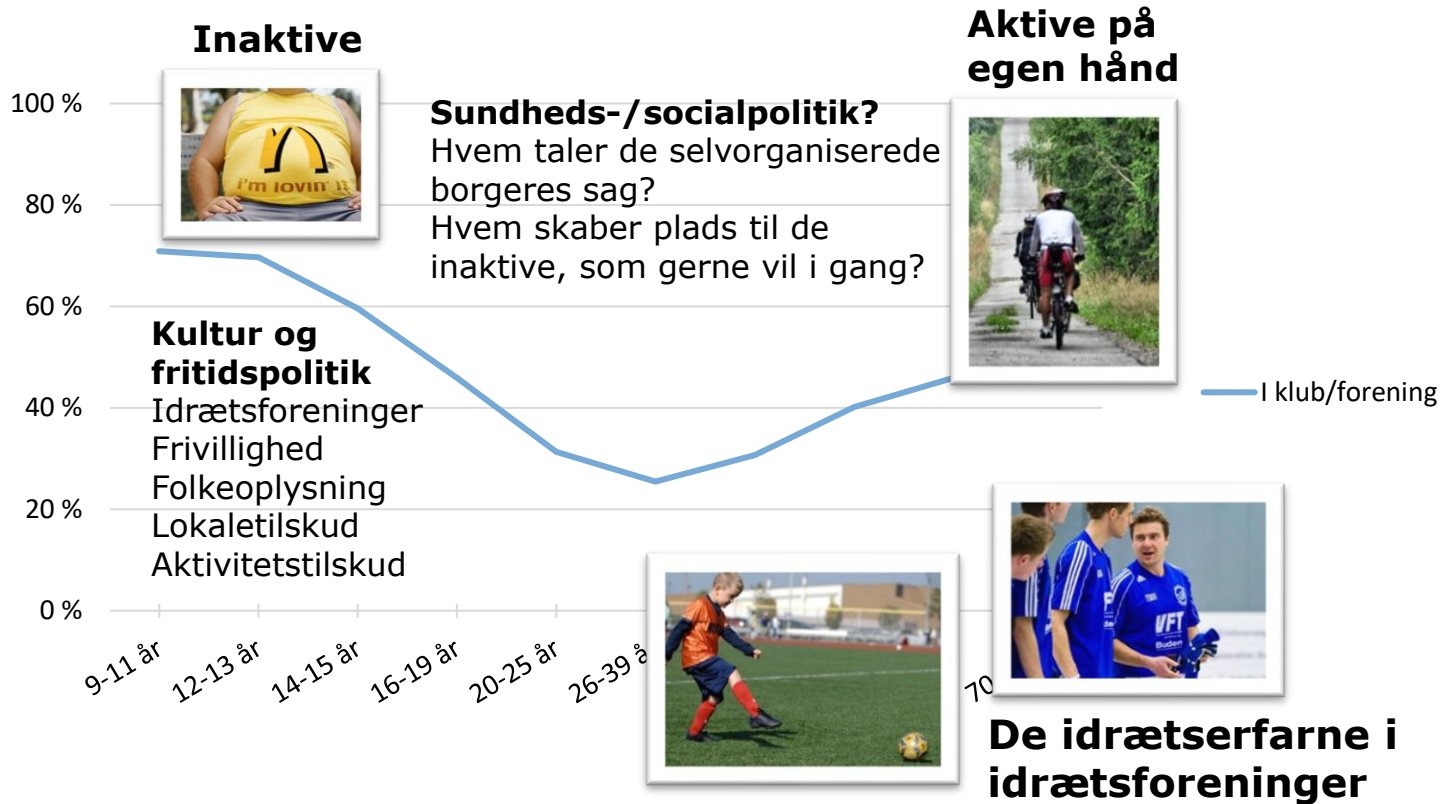 Inaktive
Aktive på
egen hånd
Sundheds-/socialpolitik?
Hvem taler de selvorganiserede
borgeres sag?
Hvem skaber plads til de
inaktive, som gerne vil i gang?
i'm lovin'
Kultur og
fritidspolitik
Idrætsforeninger
Frivillighed
Folkeoplysning
Lokaletilskud
Aktivitetstilskud
100 %
80 %
60 %
40 %
20 %
0 %
9-11 år
12-13 år
14-15 år
16-19 år
20-25 år
26-39
70
I klub/forening
VFT
De idrætserfarne i
idrætsforeninger